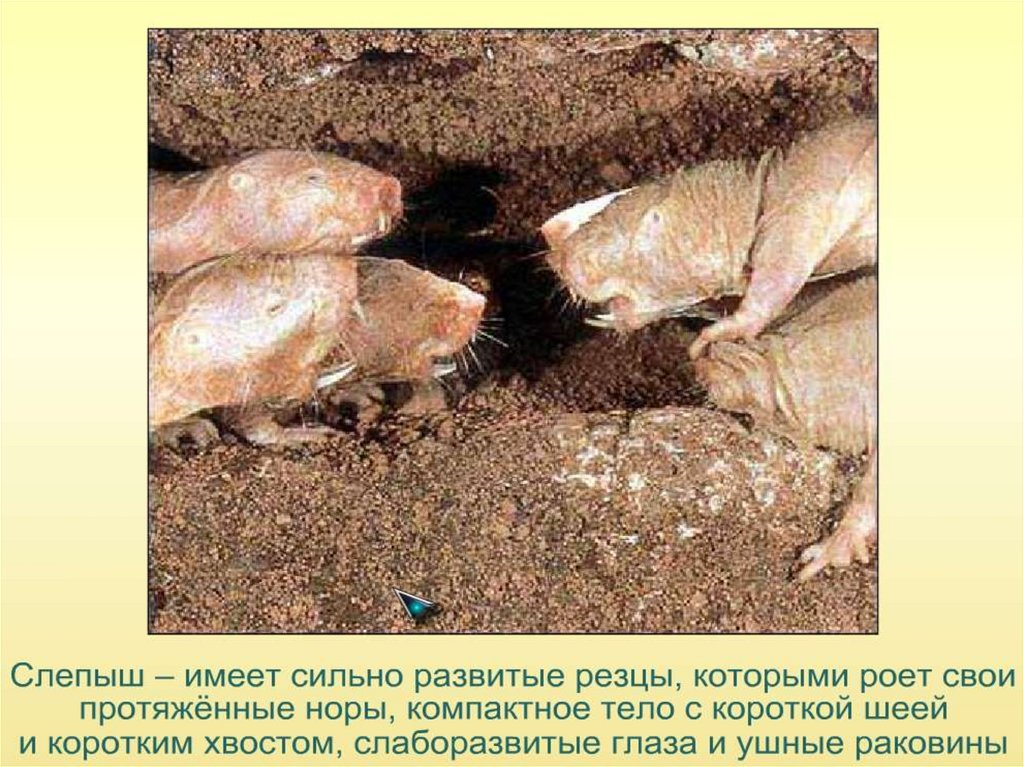 Слепыш – имеет сильно развитые резцы, которыми роет свои
протяжённые норы, компактное тело с короткой шеей
и коротким хвостом, слаборазвитые глаза и ушные раковины